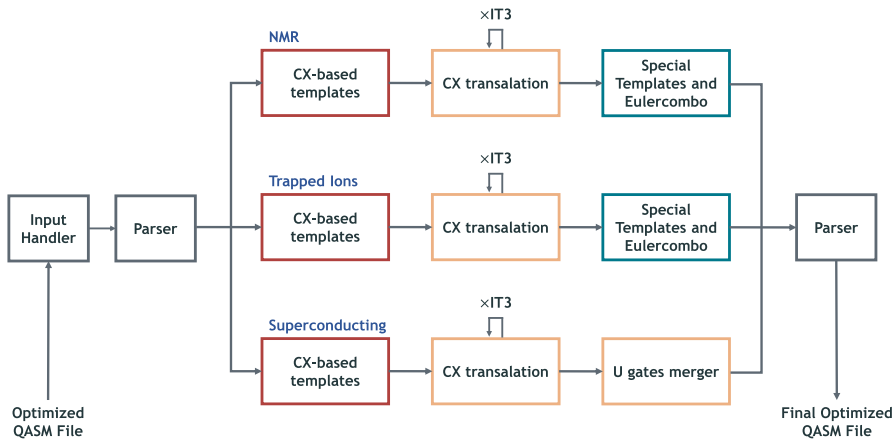 ×IT3
NMR
CX-based
templates
CX transalation
Special
Templates and
Eulercombo
×IT3
Trapped Ions
Input
Handler
Parser
CX-based
templates
CX transalation
Special
Templates and
Eulercombo
Parser
×IT3
Superconducting
CX-based
templates
CX transalation
U gates merger
Optimized
QASM File
Final Optimized
QASM File